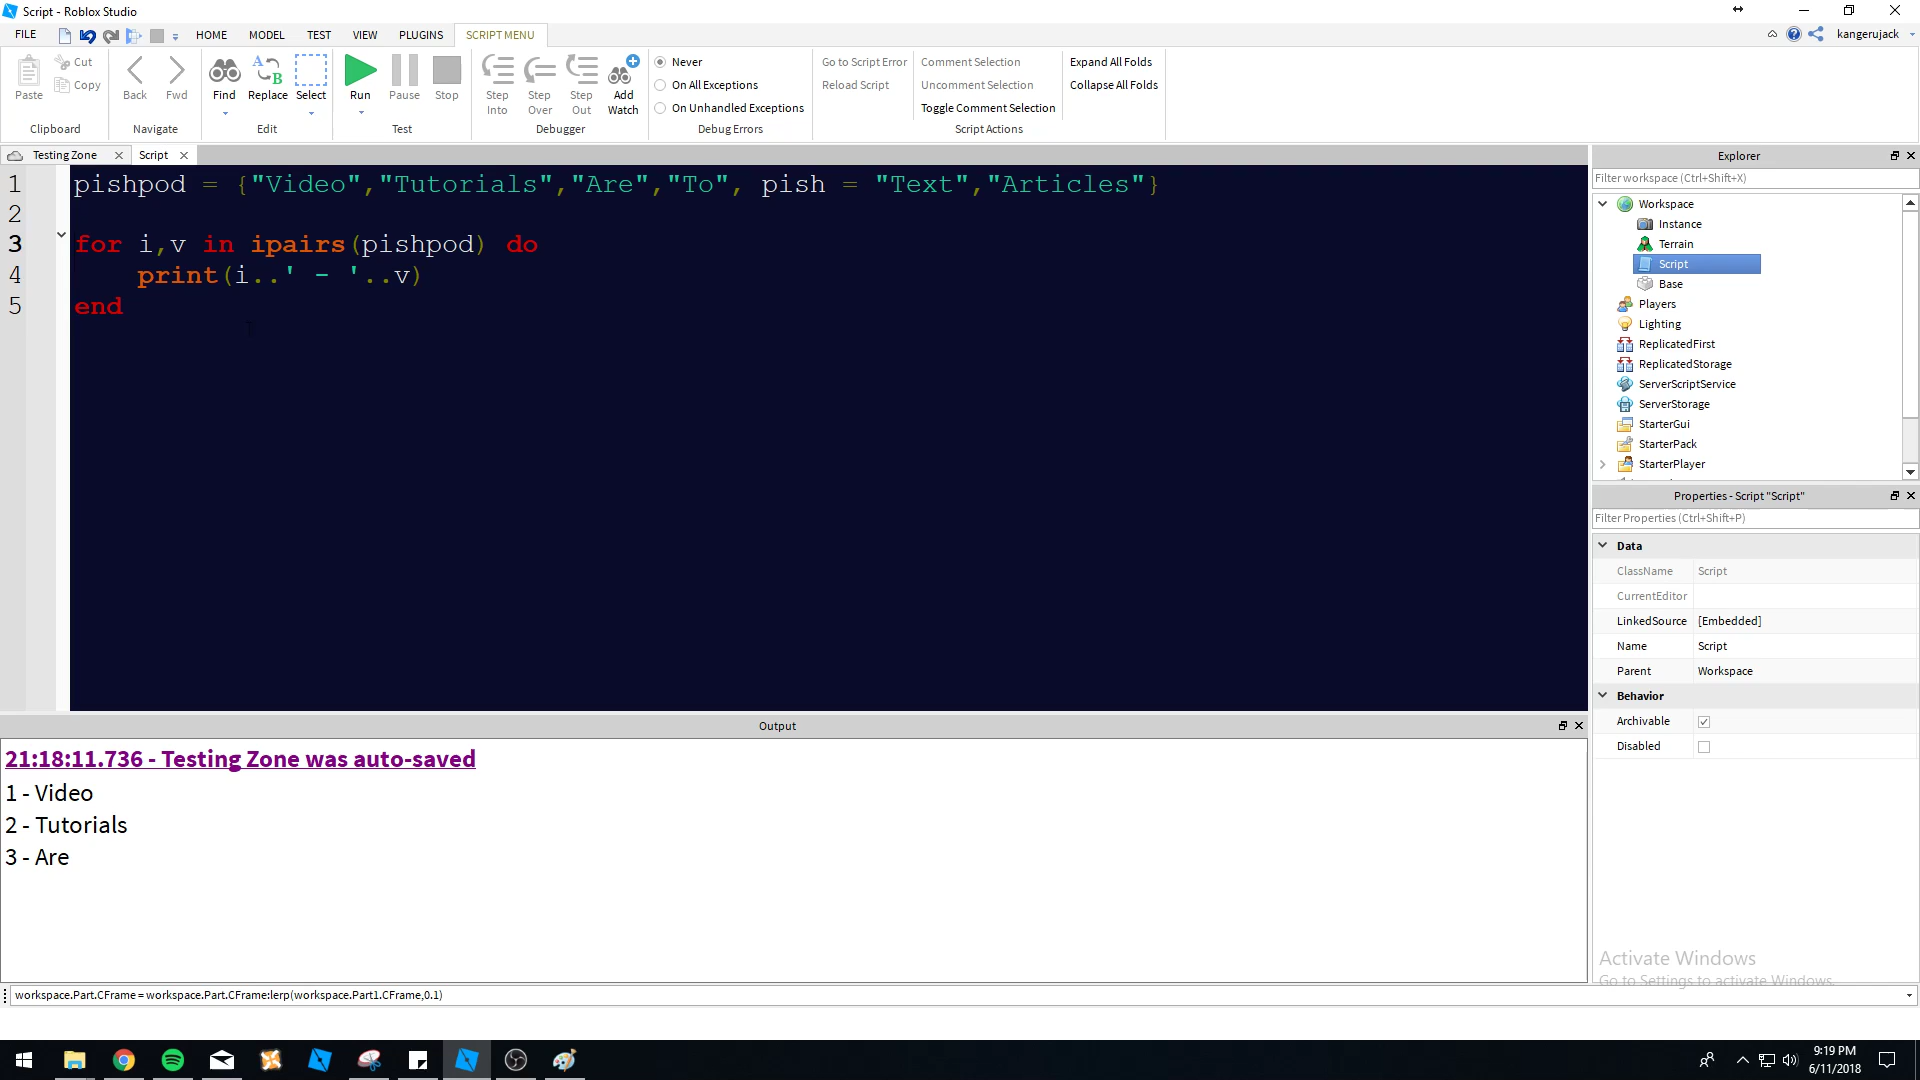 Script - Roblox Studio
FILE HOME MODEL TEST VIEW PLUGINS SCRIPT MENU kangerujack
Paste Cut Copy Back Fwd Find Replace Select Run Pause Stop Step Into Step Over Step Out Add Watch
Never
On All Exceptions
On Unhandled Exceptions
Go to Script Error
Reload Script
Comment Selection
Uncomment Selection
Toggle Comment Selection
Expand All Folds
Collapse All Folds
Clipboard Navigate Edit Test Debugger Debug Errors Script Actions
Testing Zone Script
1 pishpod = {"Video","Tutorials","Are","To", pish = "Text","Articles"}
2
3 for i,v in ipairs(pishpod) do
4 print(i..' - '..v)
5 end
Explorer
Filter workspace (Ctrl+Shift+X)
Workspace
Instance
Terrain
Script
Base
Players
Lighting
ReplicatedFirst
ReplicatedStorage
ServerScriptService
ServerStorage
StarterGui
StarterPack
StarterPlayer
Properties - Script "Script"
Filter Properties (Ctrl+Shift+P)
Data
ClassName Script
CurrentEditor
LinkedSource [Embedded]
Name Script
Parent Workspace
Behavior
Archivable
Disabled
Output
21:18:11.736 - Testing Zone was auto-saved
1 - Video
2 - Tutorials
3 - Are
Activate Windows
Go to Settings to activate Windows.
workspace.Part.CFrame = workspace.Part.CFrame:lerp(workspace.Part1.CFrame,0.1)
9:19 PM
6/11/2018